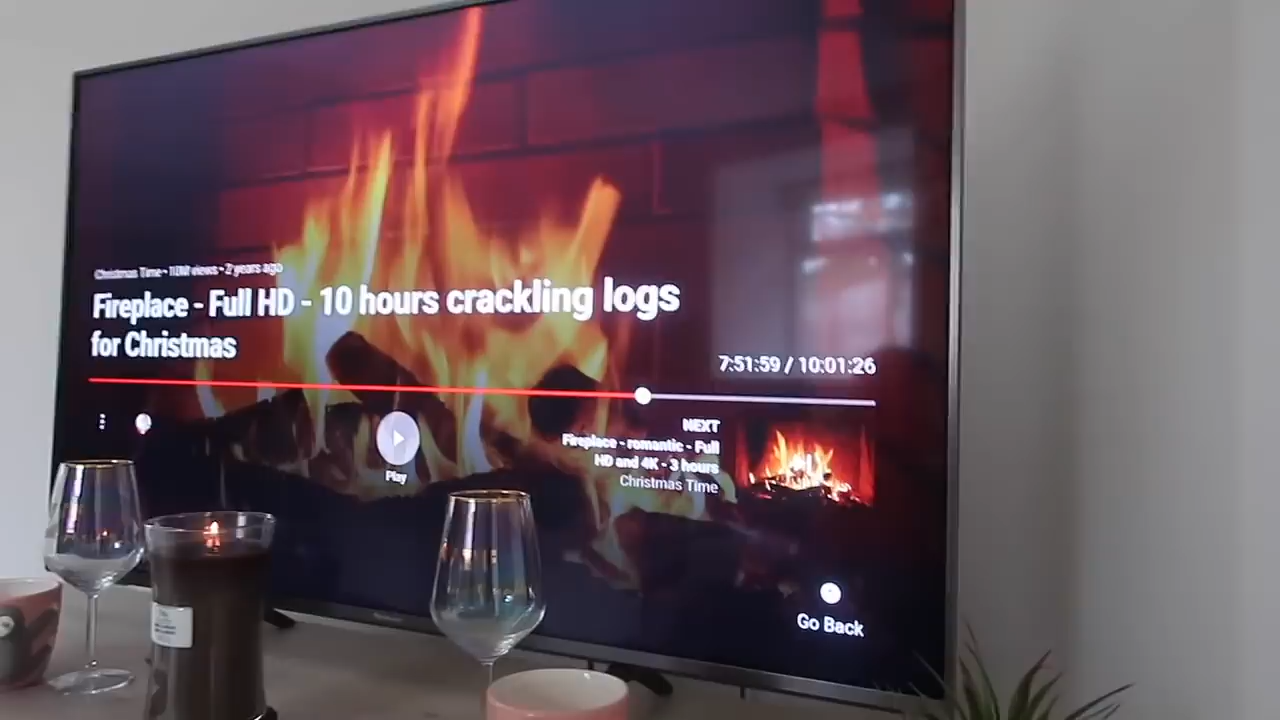 Christmas Time • 110M views • 2 years ago
Fireplace - Full HD - 10 hours crackling logs
for Christmas
7:51:59 / 10:01:26
NEXT
Fireplace - romantic - Full
HD and 4K - 3 hours
Christmas Time
Play
Go Back